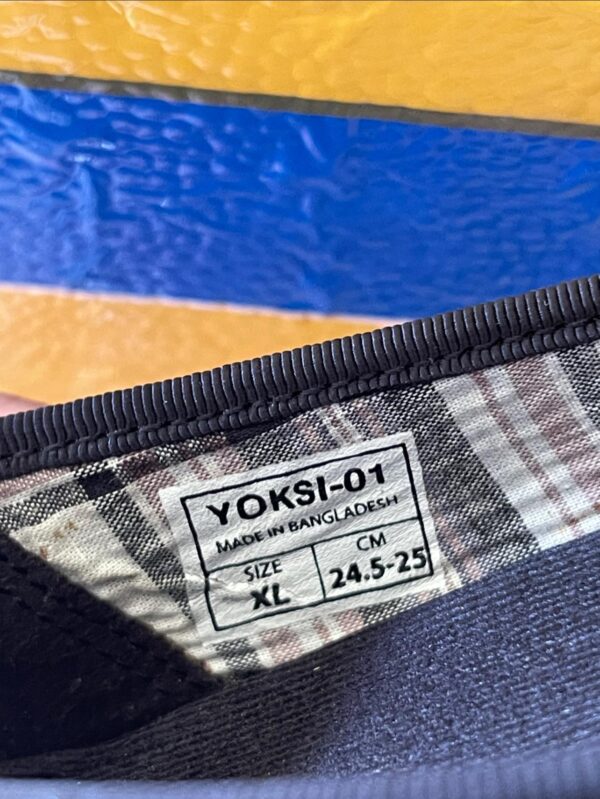 YOKSI-01
MADE IN BANGLADESH
SIZE
XL
CM
24.5-25